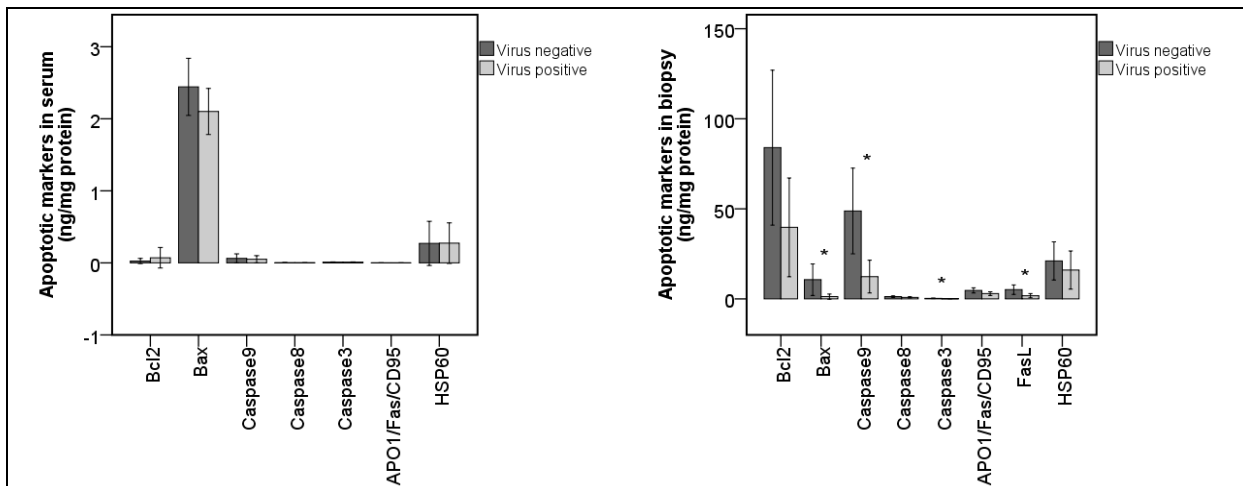 Apoptotic markers in serum
(ng/mg protein)
3
2
1
0
-1
Bcl2
Bax
Caspase9
Caspase8
Caspase3
APO1/Fas/CD95
HSP60
Virus negative
Virus positive
Apoptotic markers in biopsy
(ng/mg protein)
150
100
50
0
*
*
*
*
Bcl2
Bax
Caspase9
Caspase8
Caspase3
APO1/Fas/CD95
FasL
HSP60
Virus negative
Virus positive